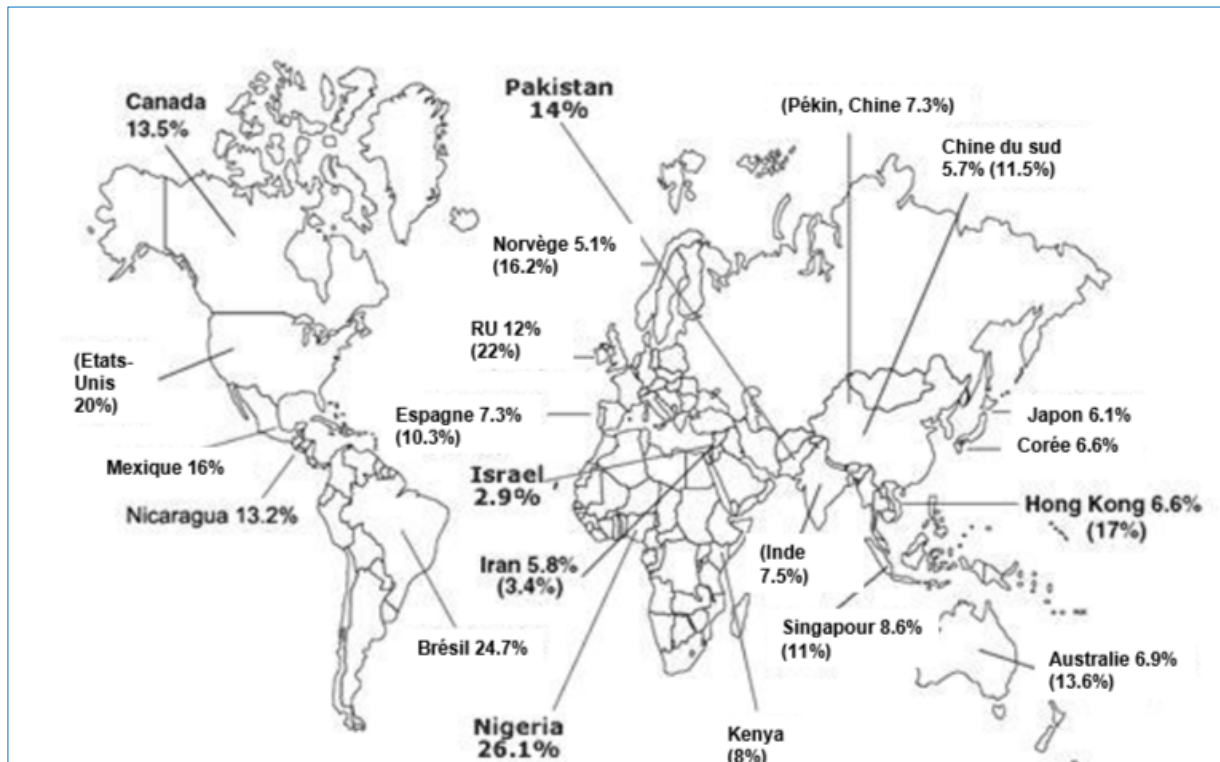 Canada
13.5%
Pakistan
14%
(Pékin, Chine 7.3%)
Chine du sud
5.7% (11.5%)
Norvège 5.1%
(16.2%)
RU 12%
(22%)
(Etats-
Unis
20%)
Espagne 7.3%
(10.3%)
Japon 6.1%
Corée 6.6%
Mexique 16%
Israel
2.9%
Nicaragua 13.2%
Hong Kong 6.6%
(17%)
Iran 5.8%
(3.4%)
(Inde
7.5%)
Singapour 8.6%
(11%)
Brésil 24.7%
Australie 6.9%
(13.6%)
Nigeria
26.1%
Kenya
(8%)